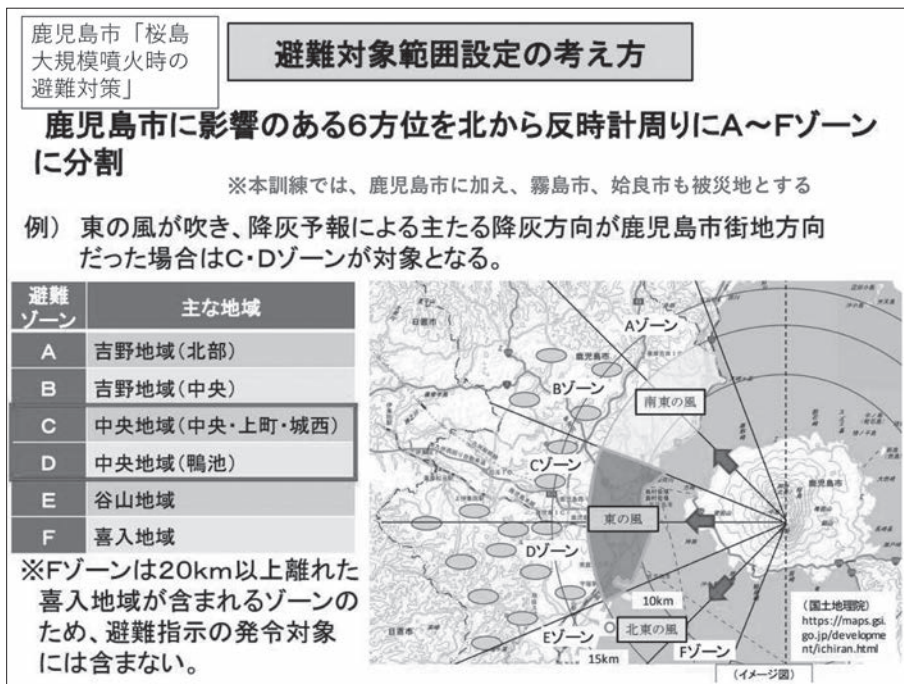 鹿児島市「桜島
大規模噴火時の
避難対策」
避難対象範囲設定の考え方
鹿児島市に影響のある6方位を北から反時計周りにA～Fゾーン
に分割
※本訓練では、鹿児島市に加え、霧島市、姶良市も被災地とする
例） 東の風が吹き、降灰予報による主たる降灰方向が鹿児島市街地方向
だった場合はC・Dゾーンが対象となる。
避難
ゾーン
主な地域
A 吉野地域（北部）
B 吉野地域（中央）
C 中央地域（中央・上町・城西）
D 中央地域（鴨池）
E 谷山地域
F 喜入地域
※Fゾーンは20km以上離れた
喜入地域が含まれるゾーンの
ため、避難指示の発令対象
には含まない。
Aゾーン
日置市
鹿児島市
Bゾーン
南東の風
Cゾーン
鹿児島市
東の風
Dゾーン
10km
Eゾーン
北東の風
Fゾーン
日置市
15km
（国土地理院）
https://maps.gsi.
go.jp/developme
nt/ichiran.html
（イメージ図）